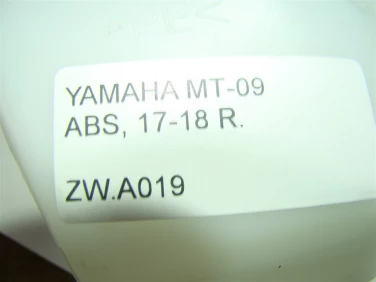 YAMAHA MT-09
ABS, 17-18 R.
ZW.A019